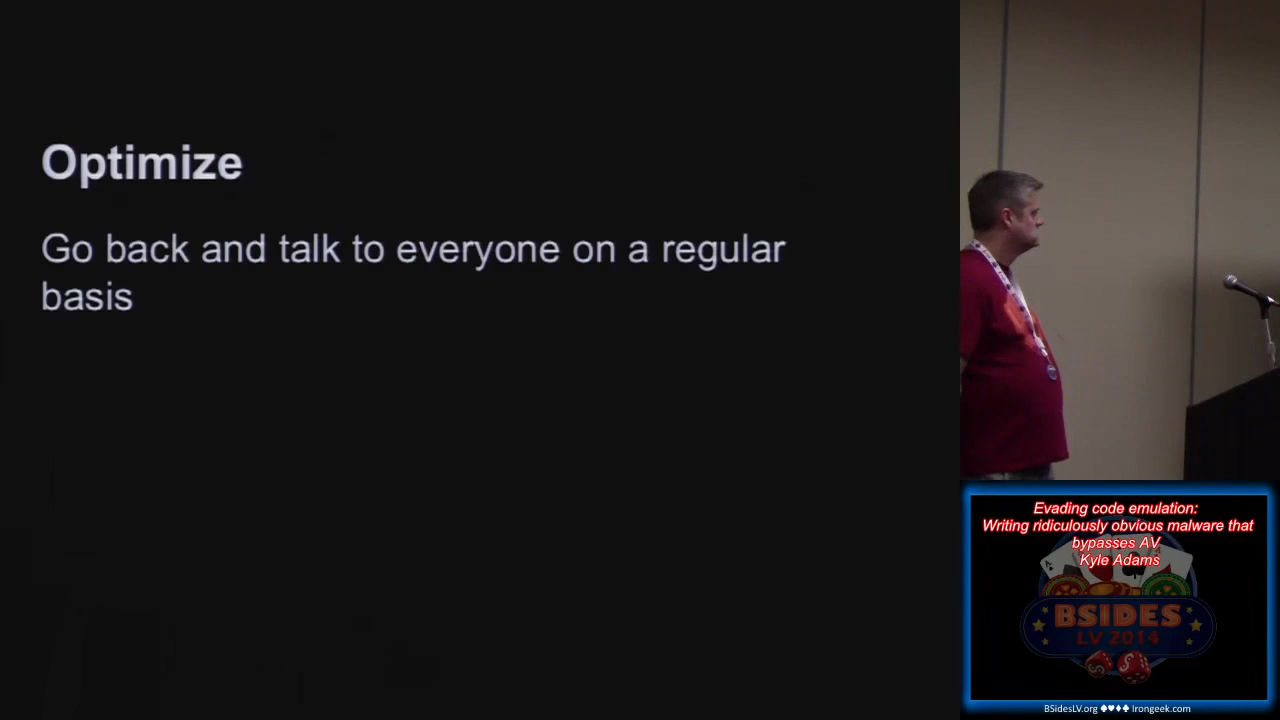 Optimize
Go back and talk to everyone on a regular
basis
Evading code emulation:
Writing ridiculously obvious malware that
bypasses AV
Kyle Adams
BSIDES
LV 2014
BSidesLV.org ♠♥♦♣ Irongeek.com